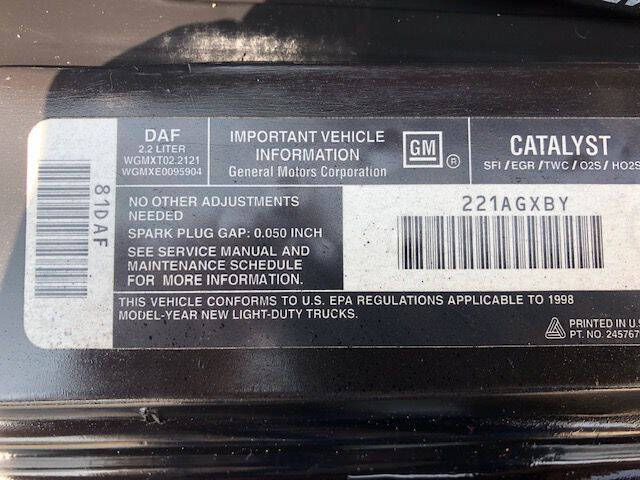 81DAF
DAF
2.2 LITER
WGMXT02.2121
WGMXE0095904
IMPORTANT VEHICLE
INFORMATION
General Motors Corporation
GM ®
CATALYST
SFI / EGR / TWC / O2S / HO2S
NO OTHER ADJUSTMENTS
NEEDED
SPARK PLUG GAP: 0.050 INCH
SEE SERVICE MANUAL AND
MAINTENANCE SCHEDULE
FOR MORE INFORMATION.
221AGXBY
THIS VEHICLE CONFORMS TO U.S. EPA REGULATIONS APPLICABLE TO 1998
MODEL-YEAR NEW LIGHT-DUTY TRUCKS.
PRINTED IN U.S
PT. NO. 245767